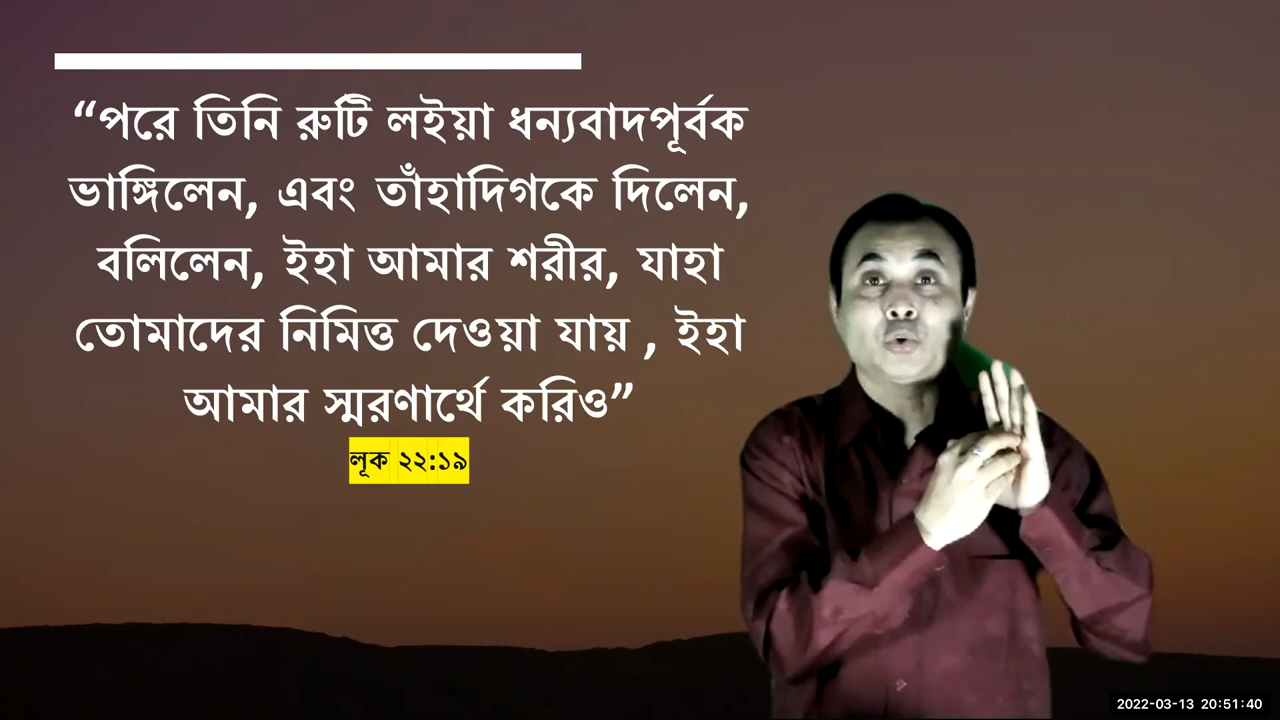 “পরে তিনি রুটি লইয়া ধন্যবাদপূর্বক
ভাঙ্গিলেন, এবং তাঁহাদিগকে দিলেন,
বলিলেন, ইহা আমার শরীর, যাহা
তোমাদের নিমিত্ত দেওয়া যায় , ইহা
আমার স্মরণার্থে করিও”
লূক ২২:১৯
2022-03-13 20:51:40